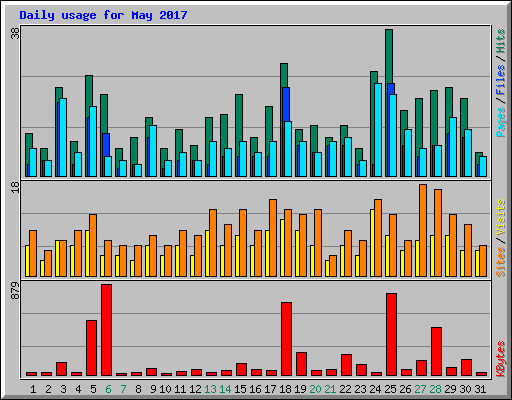 Daily usage for May 2017
38
Pages / Files / Hits
18
Sites / Visits
879
KBytes
1 2 3 4 5 6 7 8 9 10 11 12 13 14 15 16 17 18 19 20 21 22 23 24 25 26 27 28 29 30 31